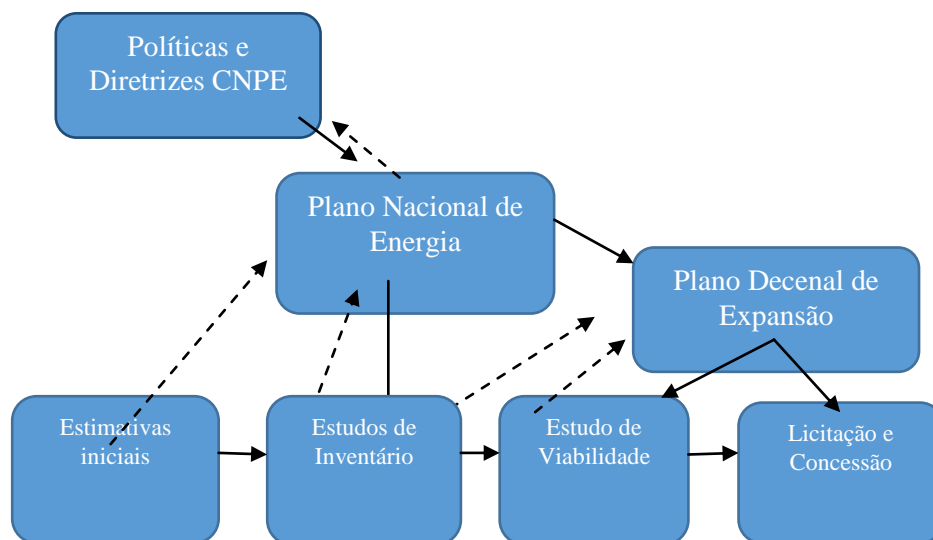 Políticas e
Diretrizes CNPE
Plano Nacional de
Energia
Plano Decenal de
Expansão
Estimativas
iniciais
Estudos de
Inventário
Estudo de
Viabilidade
Licitação e
Concessão